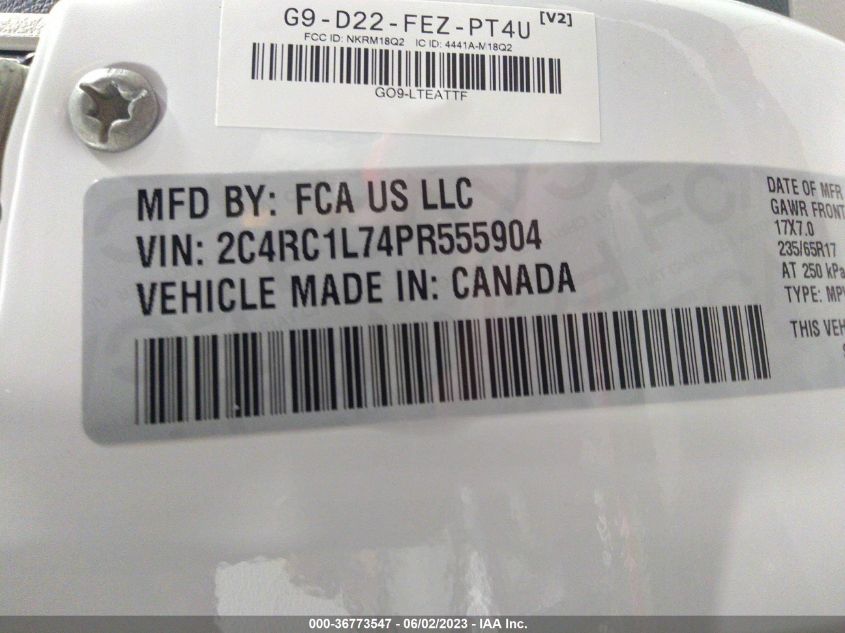 G9-D22-FEZ-PT4U [V2]
FCC ID: NKRM18Q2 IC ID: 4441A-M18Q2
GO9-LTEATTF
MFD BY: FCA US LLC
VIN: 2C4RC1L74PR555904
VEHICLE MADE IN: CANADA
DATE OF MFR
GAWR FRONT
17X7.0
235/65R17
AT 250 kPa
TYPE: MPV
THIS VEH
000-36773547 - 06/02/2023 - IAA Inc.